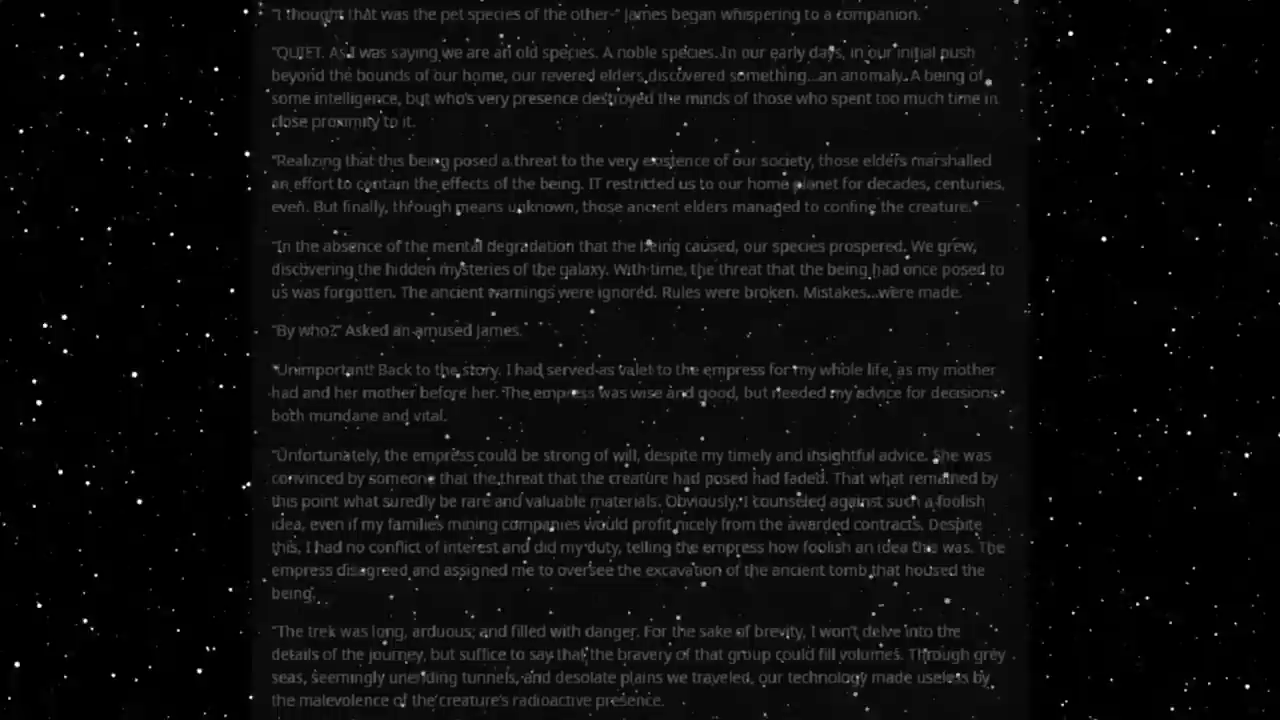 "I thought that was the pet species of the other-" James began whispering to a companion.
"QUIET. As I was saying we are an old species. A noble species. In our early days, in our initial push
beyond the bounds of our home, our revered elders discovered something...an anomaly. A being of
some intelligence, but who's very presence destroyed the minds of those who spent too much time in
close proximity to it.
"Realizing that this being posed a threat to the very existence of our society, those elders marshalled
an effort to contain the effects of the being. IT restricted us to our home planet for decades, centuries,
even. But finally, through means unknown, those ancient elders managed to confine the creature."
"In the absence of the mental degradation that the being caused, our species prospered. We grew,
discovering the hidden mysteries of the galaxy. With time, the threat that the being had once posed to
us was forgotten. The ancient warnings were ignored. Rules were broken. Mistakes...were made.
"By who?" Asked an amused James.
"Unimportant! Back to the story. I had served as valet to the empress for my whole life, as my mother
had and her mother before her. The empress was wise and good, but needed my advice for decisions
both mundane and vital.
"Unfortunately, the empress could be strong of will, despite my timely and insightful advice. She was
convinced by someone that the threat that the creature had posed had faded. That what remained by
this point what suredly be rare and valuable materials. Obviously, I counseled against such a foolish
idea, even if my families mining companies would profit nicely from the awarded contracts. Despite
this, I had no conflict of interest and did my duty, telling the empress how foolish an idea this was. The
empress disagreed and assigned me to oversee the excavation of the ancient tomb that housed the
being.
"The trek was long, arduous, and filled with danger. For the sake of brevity, I won't delve into the
details of the journey, but suffice to say that the bravery of that group could fill volumes. Through grey
seas, seemingly unending tunnels, and desolate plains we traveled, our technology made useless by
the malevolence of the creature's radioactive presence.